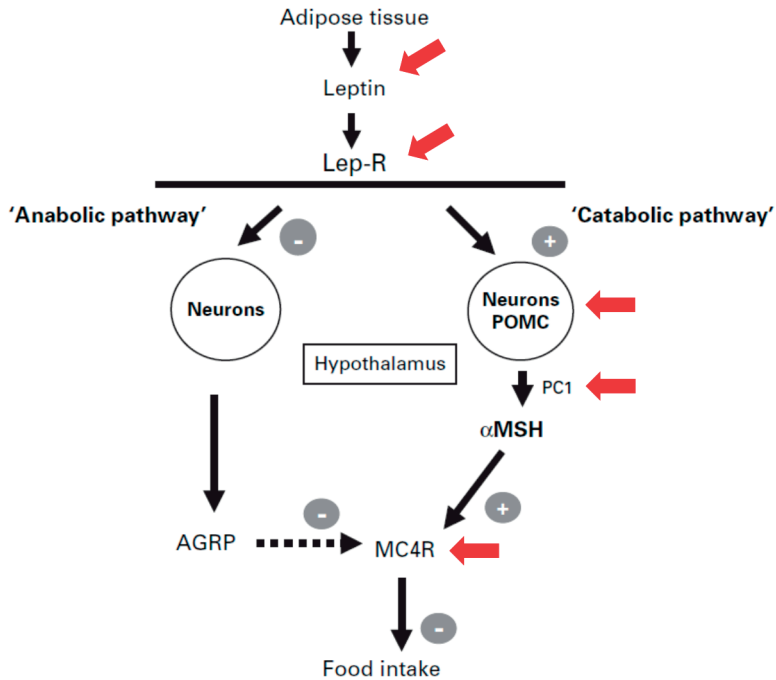 Adipose tissue
Leptin
Lep-R
‘Anabolic pathway’
‘Catabolic pathway’
-
+
Neurons
Neurons
POMC
Hypothalamus
PC1
αMSH
-
+
AGRP
MC4R
-
Food intake